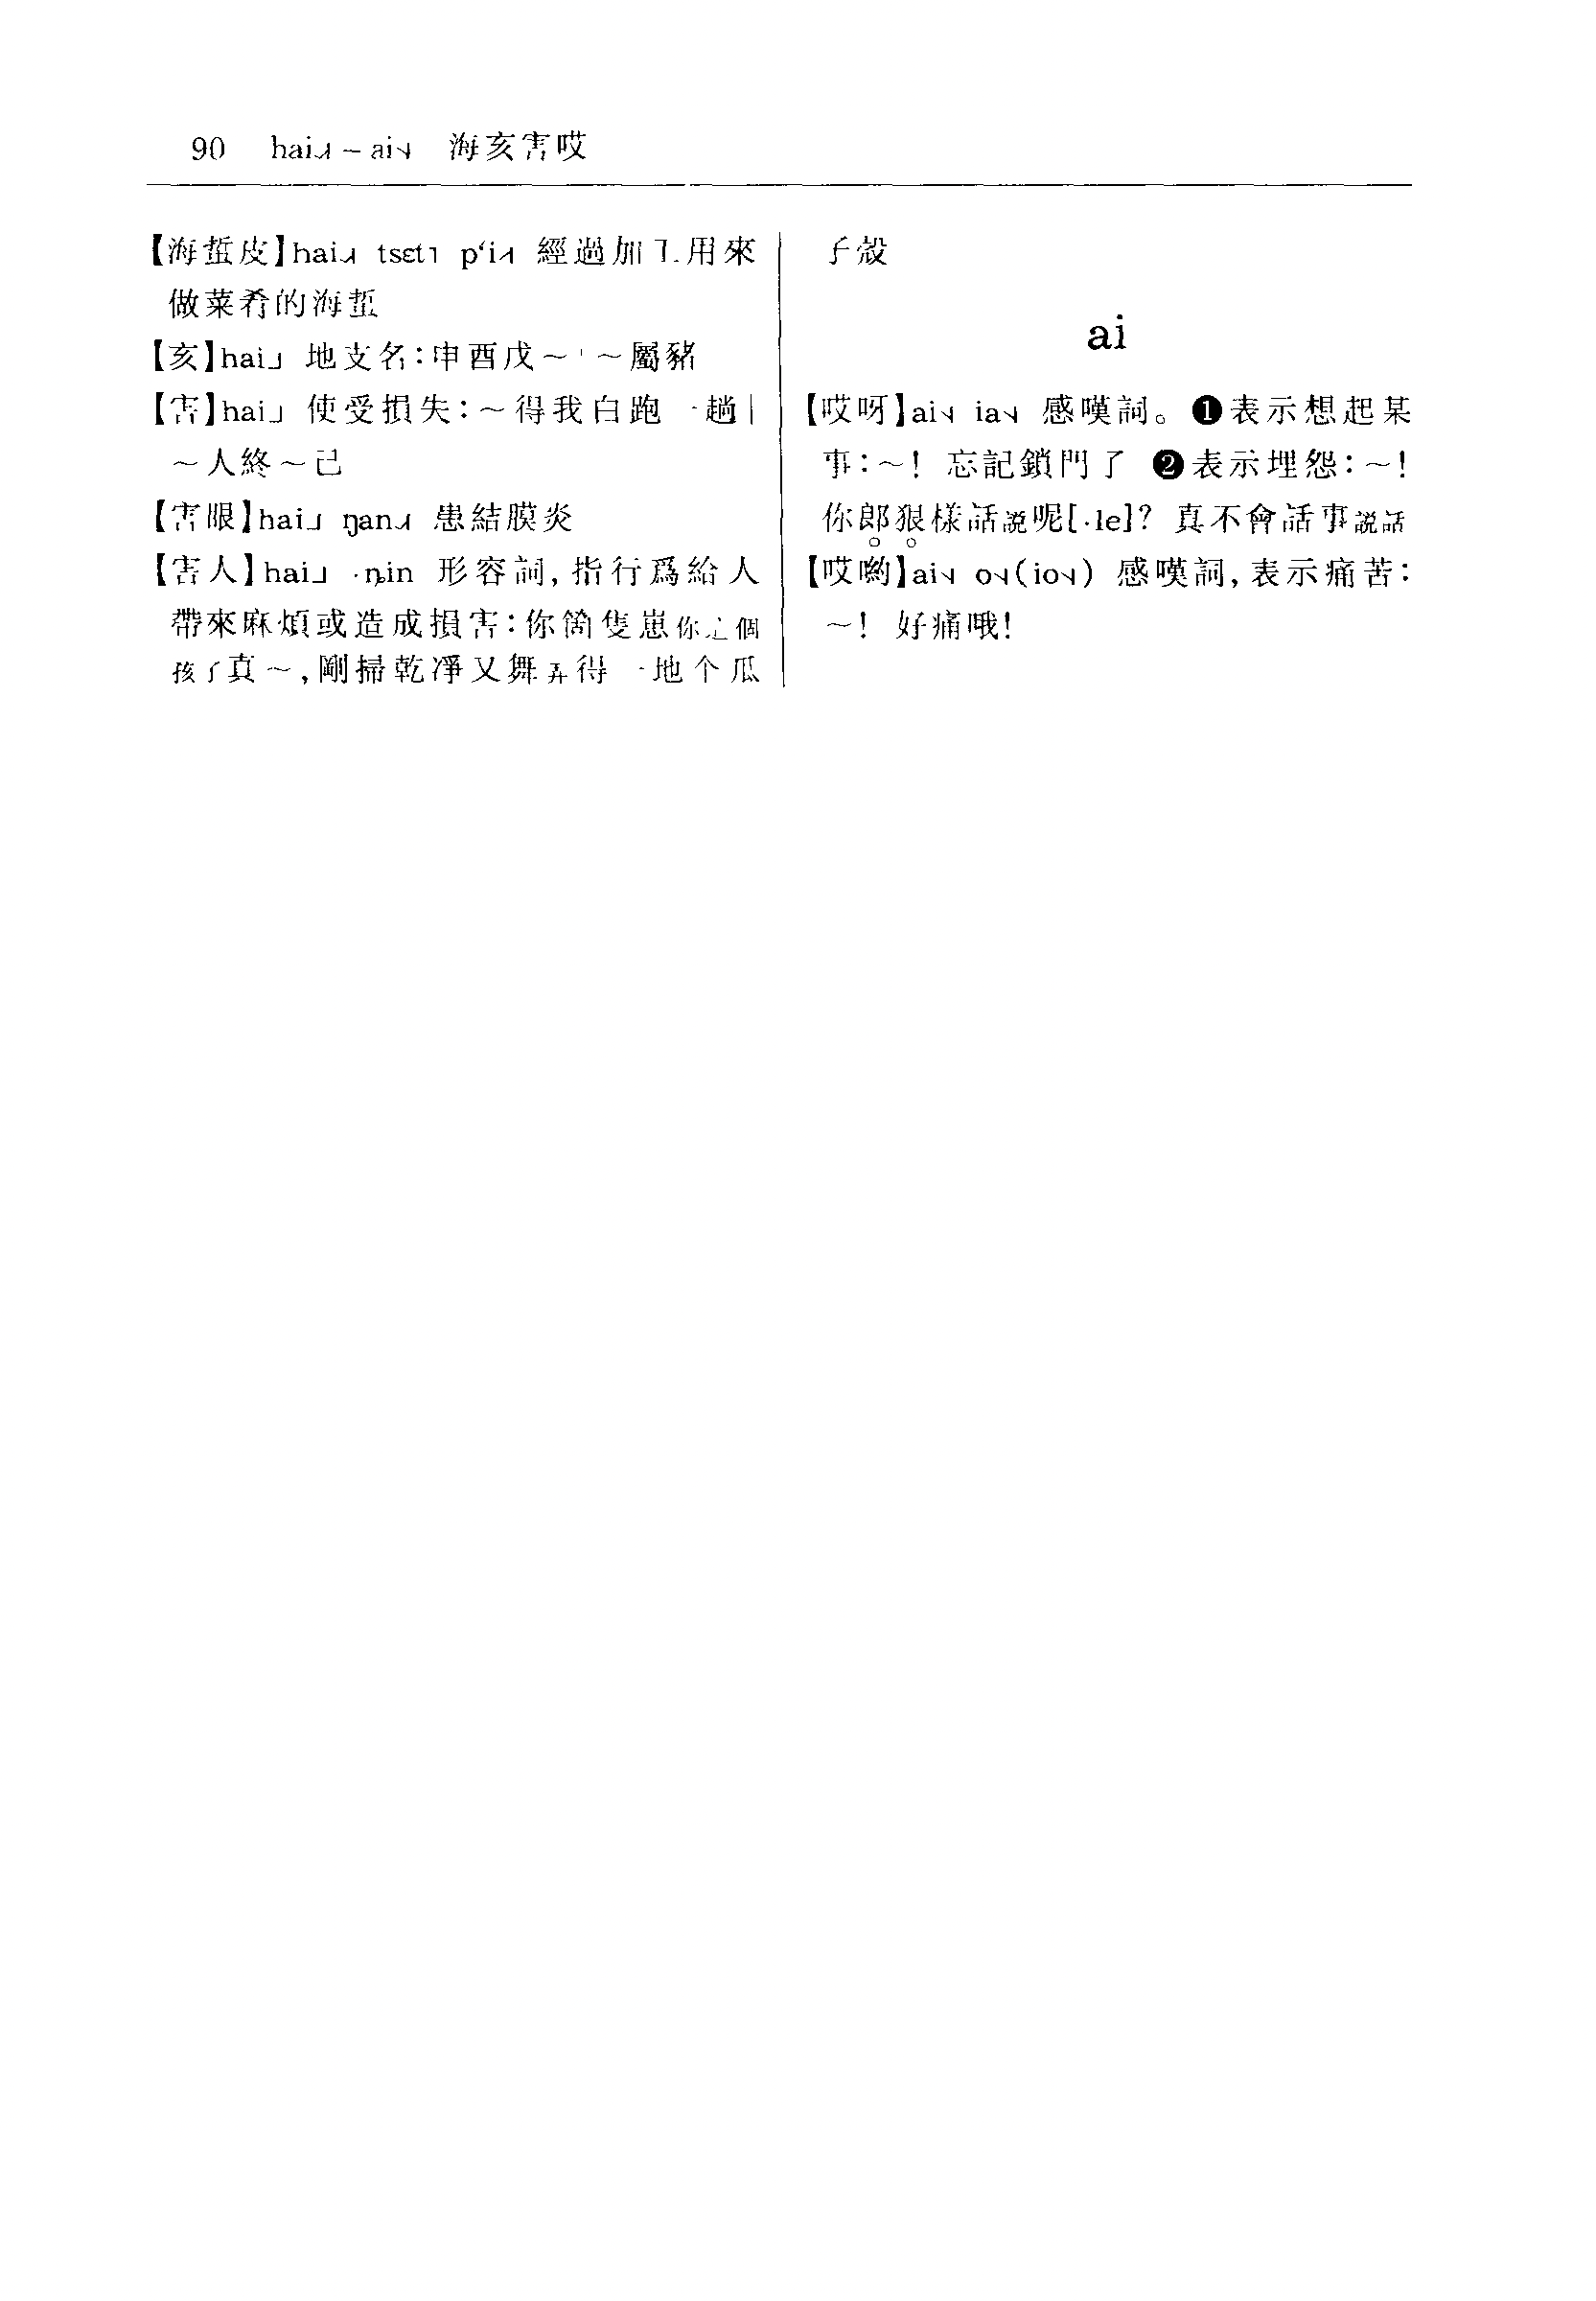 90 hai˨˩˧ – ai˧˩ 海亥害哎
【海蜇皮】hai˨˩˧ tsɛt˥ pʻi˨˦ 經過加工用來
做菜肴的海蜇
【亥】hai˩ 地支名：申酉戌～｜～屬豬
【害】hai˩ 使受損失：～得我白跑一趟｜
～人終～己
【害眼】hai˩ ŋan˨˩˧ 患結膜炎
【害人】hai˩ ·ȵin 形容詞，指行爲給人
帶來麻煩或造成損害：你箇隻崽你這個
孩子真～，剛掃乾凈又舞弄得一地个瓜
子殼
ai
【哎呀】ai˧˩ ia˧˩ 感嘆詞。❶表示想起某
事：～！忘記鎖門了 ❷表示埋怨：～！
你郎狠樣話說呢[·le]？真不會話事説話
【哎喲】ai˧˩ o˧˩(io˧˩) 感嘆詞，表示痛苦：
～！好痛哦！